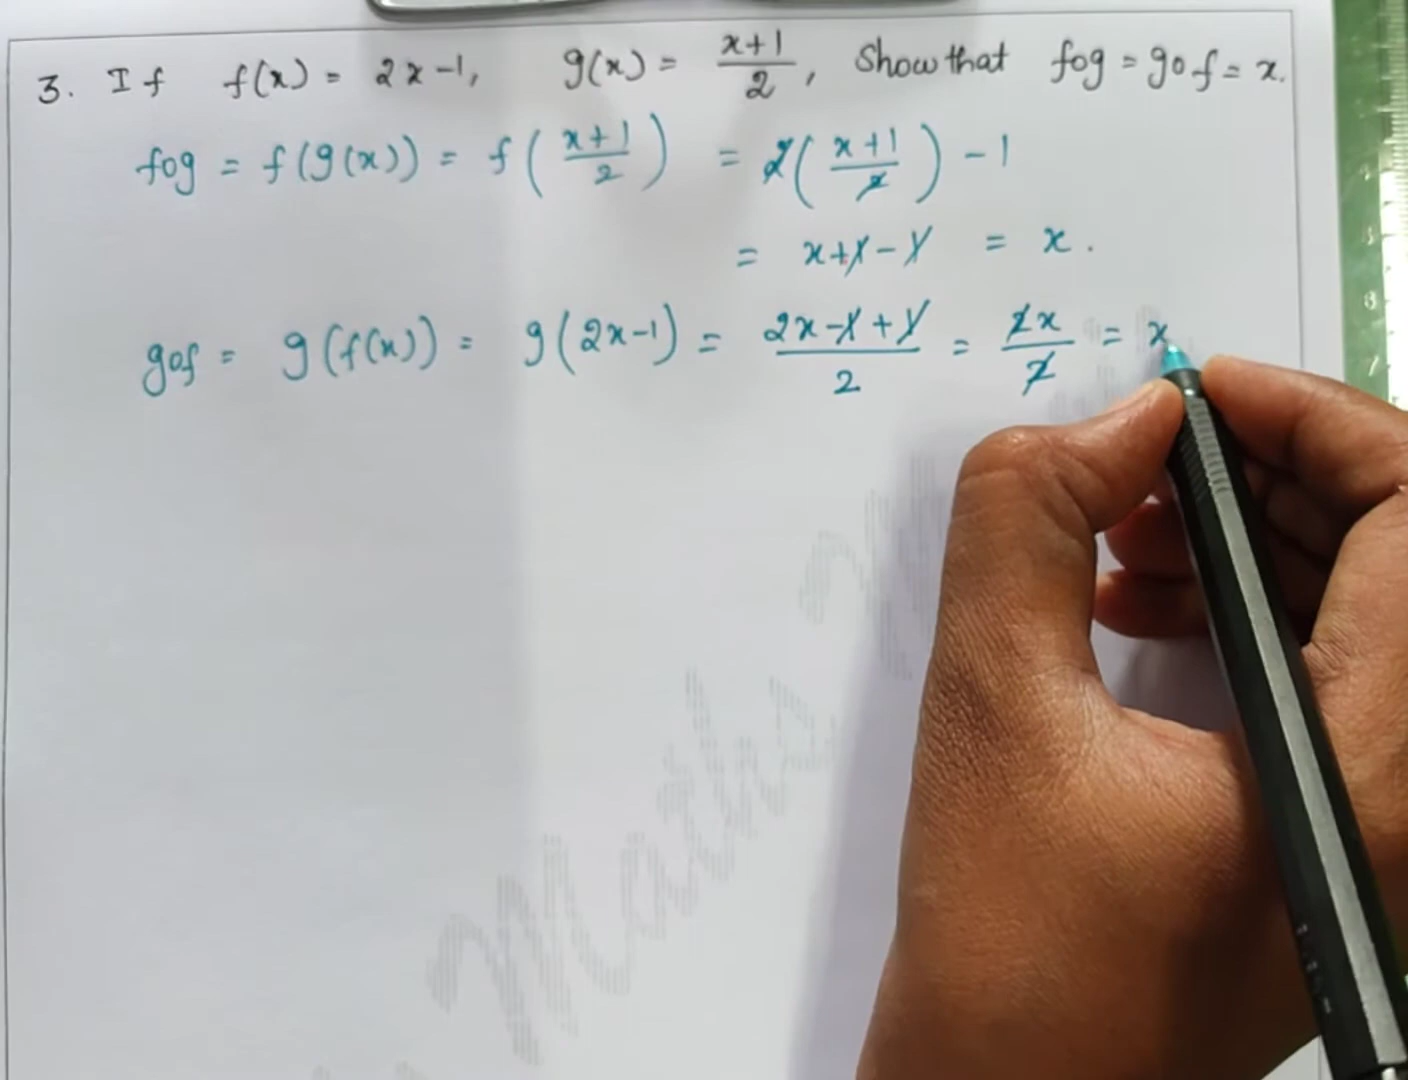 3. If f(x) = 2x-1, g(x) = x+1/2, Show that fog = gof = x.
fog = f(g(x)) = f(x+1/2) = 2(x+1/2) - 1
= x+1-1 = x.
gof = g(f(x)) = g(2x-1) = 2x-1+1/2 = 2x/2 = x
Maths